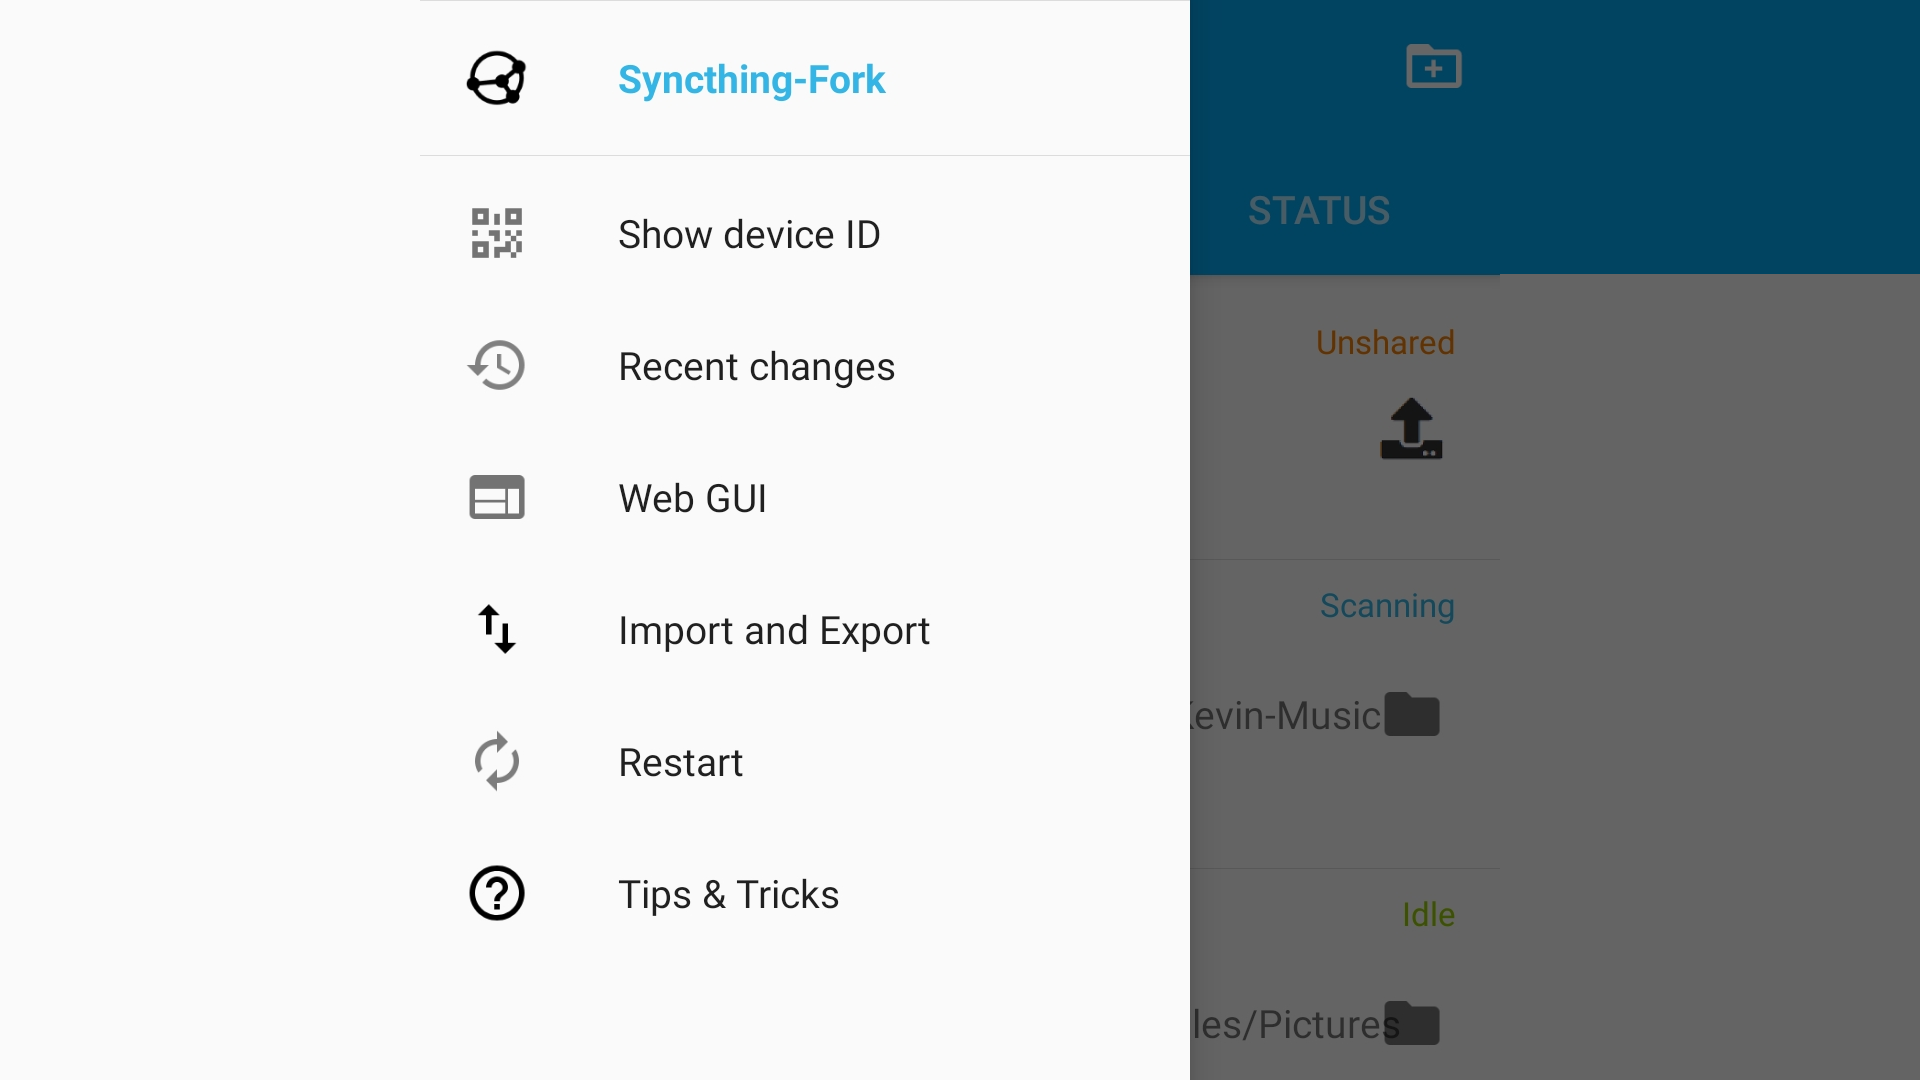 Syncthing-Fork
Show device ID
Recent changes
Web GUI
Import and Export
Restart
Tips & Tricks
STATUS
Unshared
Scanning
evin-Music
Idle
les/Pictures